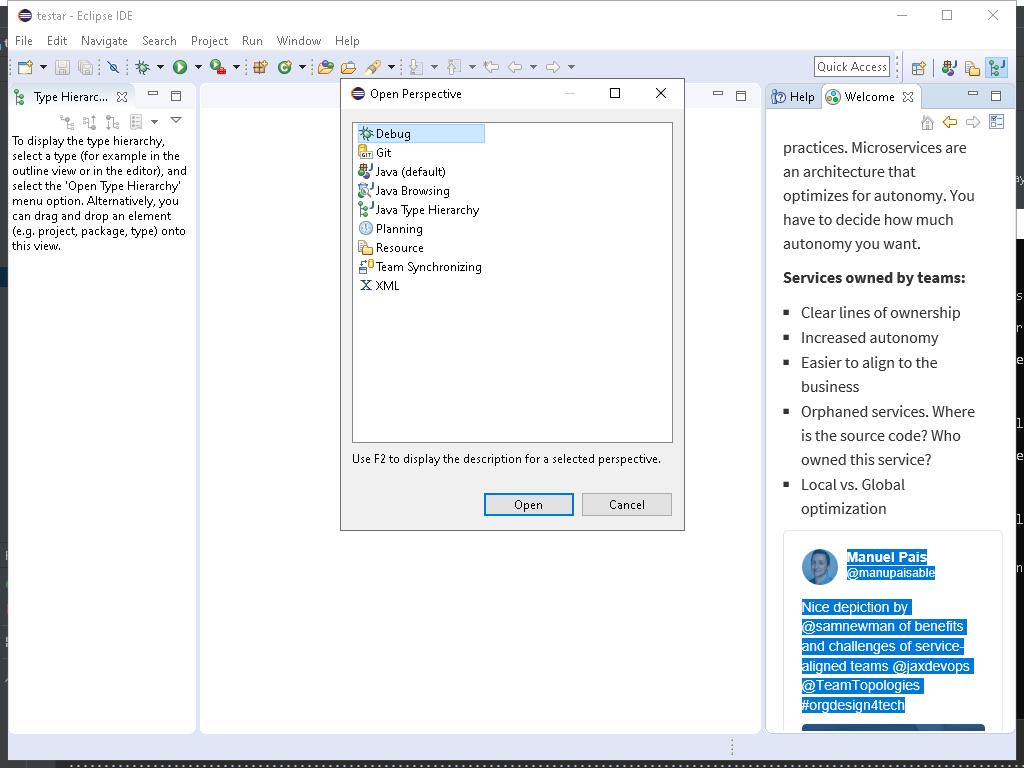 testar - Eclipse IDE
File Edit Navigate Search Project Run Window Help
Quick Access
Type Hierarc...
To display the type hierarchy,
select a type (for example in the
outline view or in the editor), and
select the 'Open Type Hierarchy'
menu option. Alternatively, you
can drag and drop an element
(e.g. project, package, type) onto
this view.
Open Perspective
Debug
Git
Java (default)
Java Browsing
Java Type Hierarchy
Planning
Resource
Team Synchronizing
XML
Use F2 to display the description for a selected perspective.
Open Cancel
Help Welcome
practices. Microservices are
an architecture that
optimizes for autonomy. You
have to decide how much
autonomy you want.
Services owned by teams:
Clear lines of ownership
Increased autonomy
Easier to align to the
business
Orphaned services. Where
is the source code? Who
owned this service?
Local vs. Global
optimization
Manuel Pais
@manupaisable
Nice depiction by
@samnewman of benefits
and challenges of service-
aligned teams @jaxdevops
@TeamTopologies
#orgdesign4tech